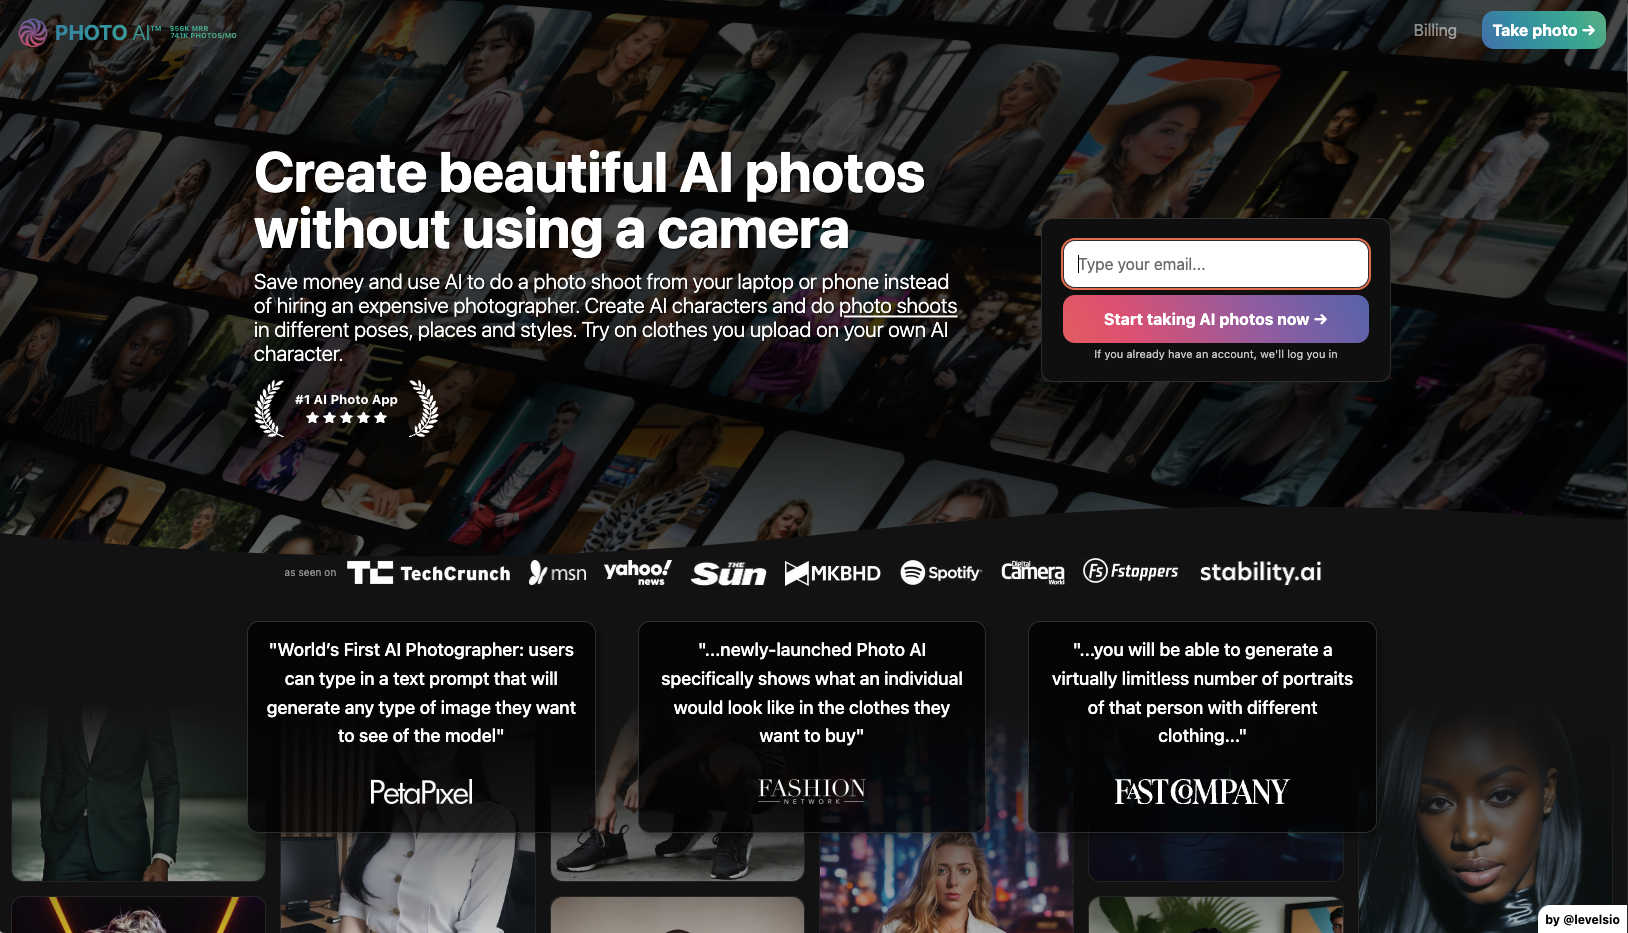 PHOTO AI™
$56K MRR
741K PHOTOS/MO
Billing
Take photo →
Create beautiful AI photos
without using a camera
Save money and use AI to do a photo shoot from your laptop or phone instead
of hiring an expensive photographer. Create AI characters and do photo shoots
in different poses, places and styles. Try on clothes you upload on your own AI
character.
#1 AI Photo App
Type your email...
Start taking AI photos now →
If you already have an account, we'll log you in
as seen on
TC TechCrunch
msn
yahoo!
news
THE
Sun
MKBHD
Spotify®
Digital
Camera
World
Fs Fstoppers
stability.ai
"World’s First AI Photographer: users
can type in a text prompt that will
generate any type of image they want
to see of the model"
PetaPixel
"...newly-launched Photo AI
specifically shows what an individual
would look like in the clothes they
want to buy"
FASHION
NETWORK
"...you will be able to generate a
virtually limitless number of portraits
of that person with different
clothing..."
FAST COMPANY
by @levelsio